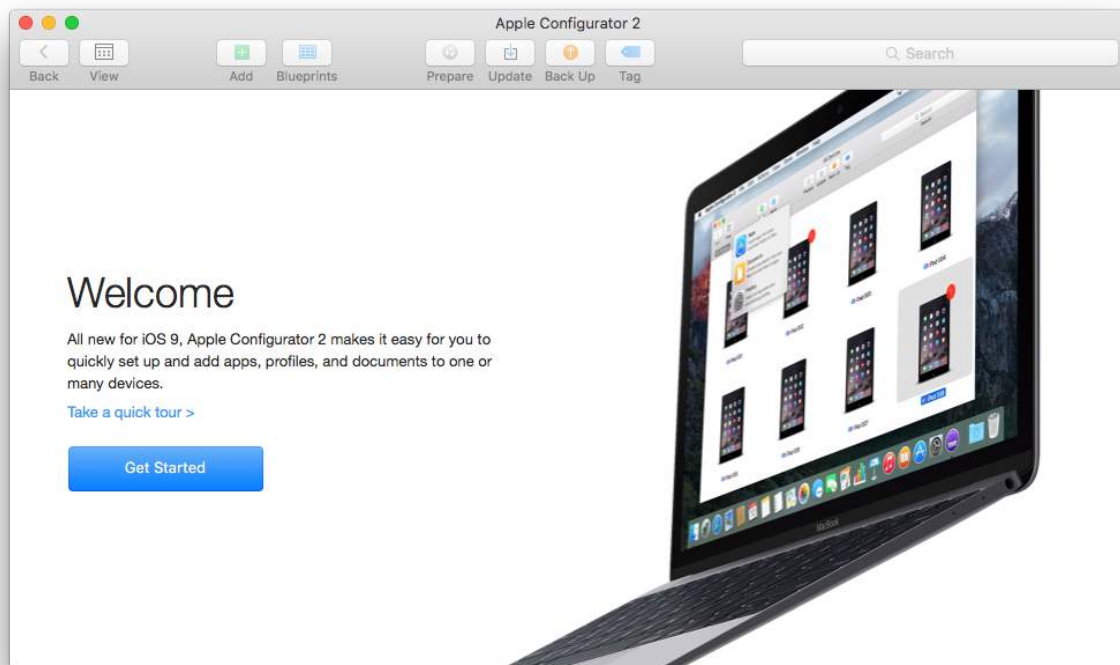 Apple Configurator 2
Search
Back View Add Blueprints Prepare Update Back Up Tag
Welcome
All new for iOS 9, Apple Configurator 2 makes it easy for you to
quickly set up and add apps, profiles, and documents to one or
many devices.
Take a quick tour >
Get Started
MacBook